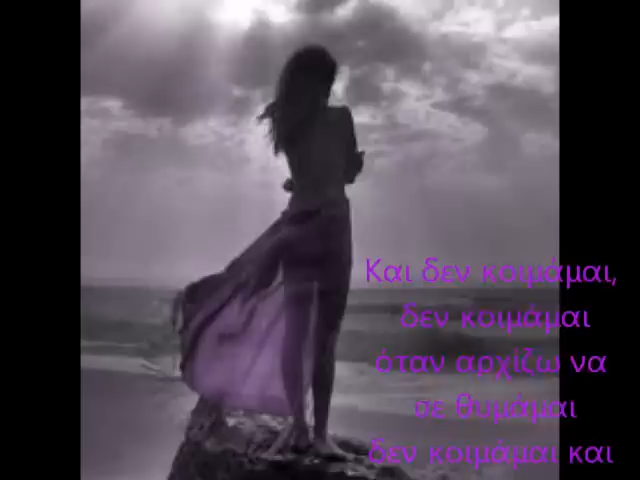 Και δεν κοιμάμαι,
δεν κοιμάμαι
όταν αρχίζω να
σε θυμάμαι
δεν κοιμάμαι και